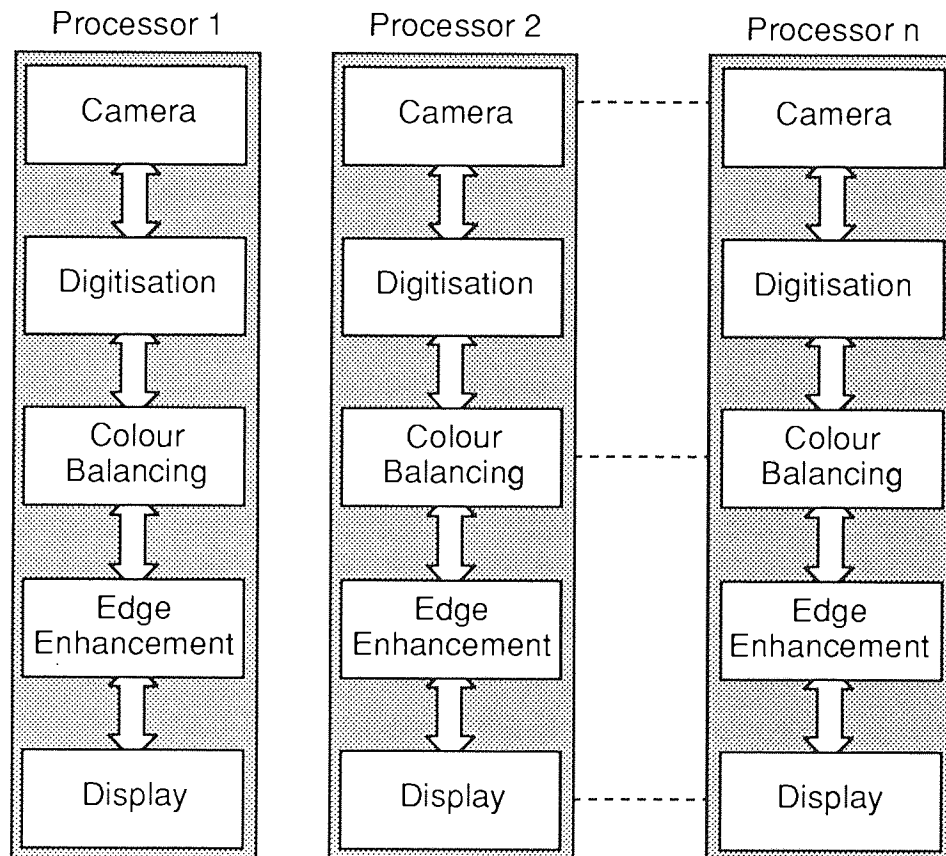 Processor 1
Camera
Digitisation
Colour
Balancing
Edge
Enhancement
Display
Processor 2
Camera
Digitisation
Colour
Balancing
Edge
Enhancement
Display
Processor n
Camera
Digitisation
Colour
Balancing
Edge
Enhancement
Display